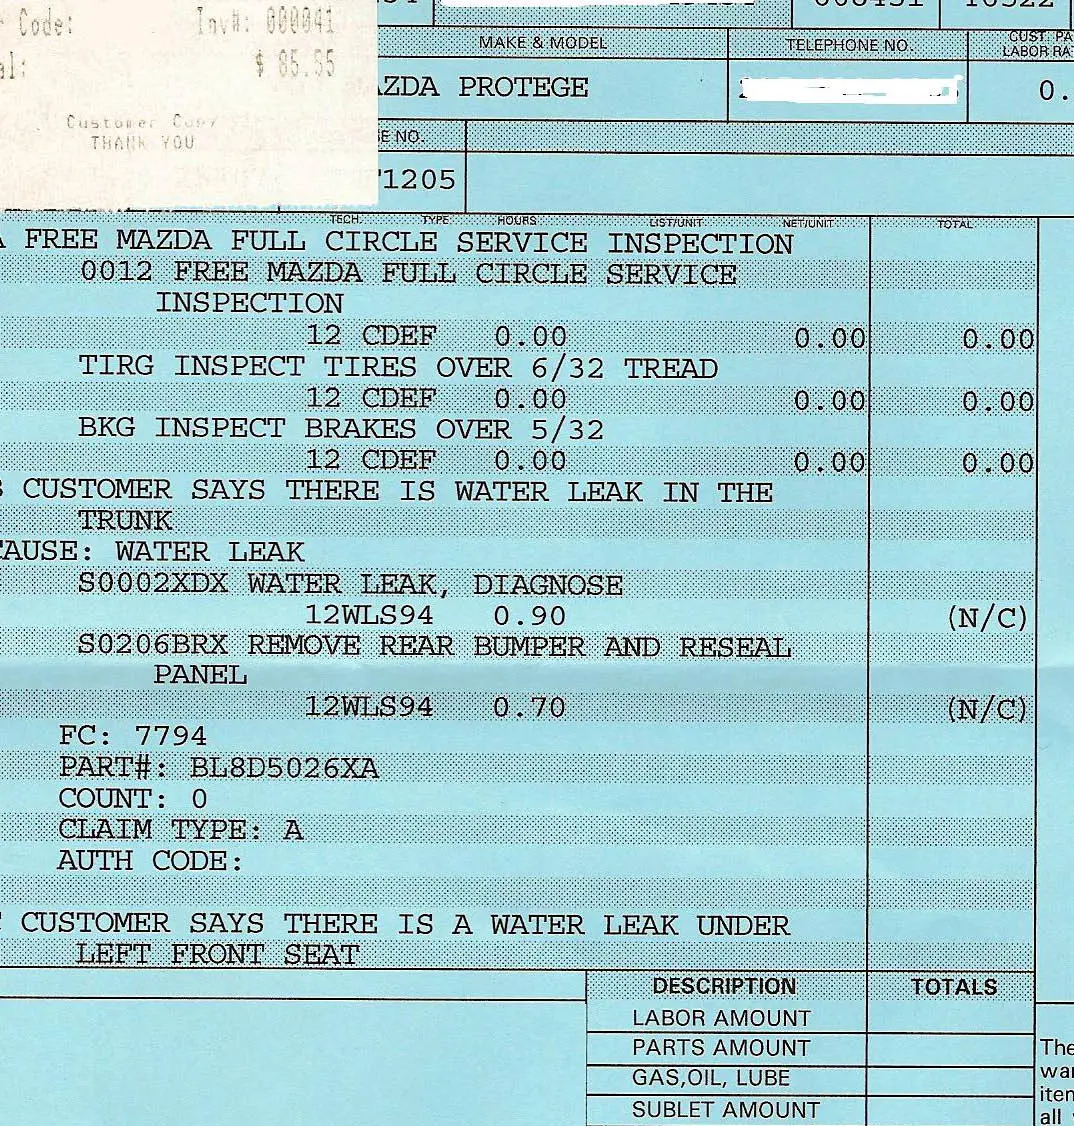 Code: Inv#: 000041
al: $ 85.55
Customer Copy
THANK YOU
MAKE & MODEL TELEPHONE NO. CUST. PA
LABOR RA
AZDA PROTEGE 0.
E NO.
71205
TECH. TYPE HOURS LIST/UNIT NET/UNIT TOTAL
A FREE MAZDA FULL CIRCLE SERVICE INSPECTION
0012 FREE MAZDA FULL CIRCLE SERVICE
INSPECTION
12 CDEF 0.00 0.00 0.00
TIRG INSPECT TIRES OVER 6/32 TREAD
12 CDEF 0.00 0.00 0.00
BKG INSPECT BRAKES OVER 5/32
12 CDEF 0.00 0.00 0.00
B CUSTOMER SAYS THERE IS WATER LEAK IN THE
TRUNK
CAUSE: WATER LEAK
S0002XDX WATER LEAK, DIAGNOSE
12WLS94 0.90 (N/C)
S0206BRX REMOVE REAR BUMPER AND RESEAL
PANEL
12WLS94 0.70 (N/C)
FC: 7794
PART#: BL8D5026XA
COUNT: 0
CLAIM TYPE: A
AUTH CODE:
CUSTOMER SAYS THERE IS A WATER LEAK UNDER
LEFT FRONT SEAT
DESCRIPTION TOTALS
LABOR AMOUNT
PARTS AMOUNT The
GAS,OIL, LUBE war
iten
SUBLET AMOUNT all